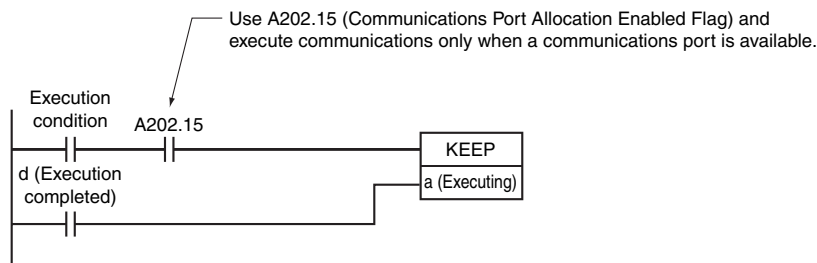 Use A202.15 (Communications Port Allocation Enabled Flag) and
execute communications only when a communications port is available.
Execution
condition
A202.15
KEEP
d (Execution
completed)
a (Executing)